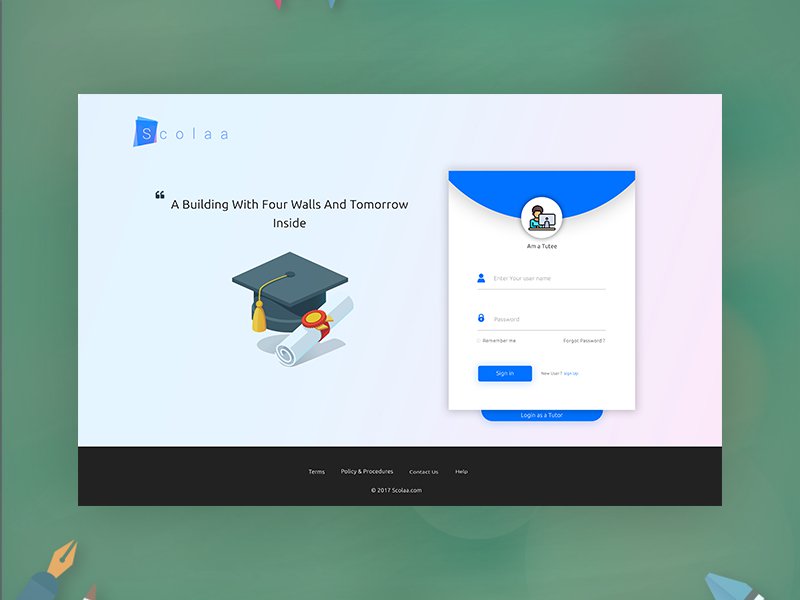 Scolaa
“ A Building With Four Walls And Tomorrow
Inside
Am a Tutee
Enter Your user name
Password
Remember me Forgot Password ?
Sign in New User ? Sign Up
Login as a Tutor
Terms Policy & Procedures Contact Us Help
© 2017 Scolaa.com